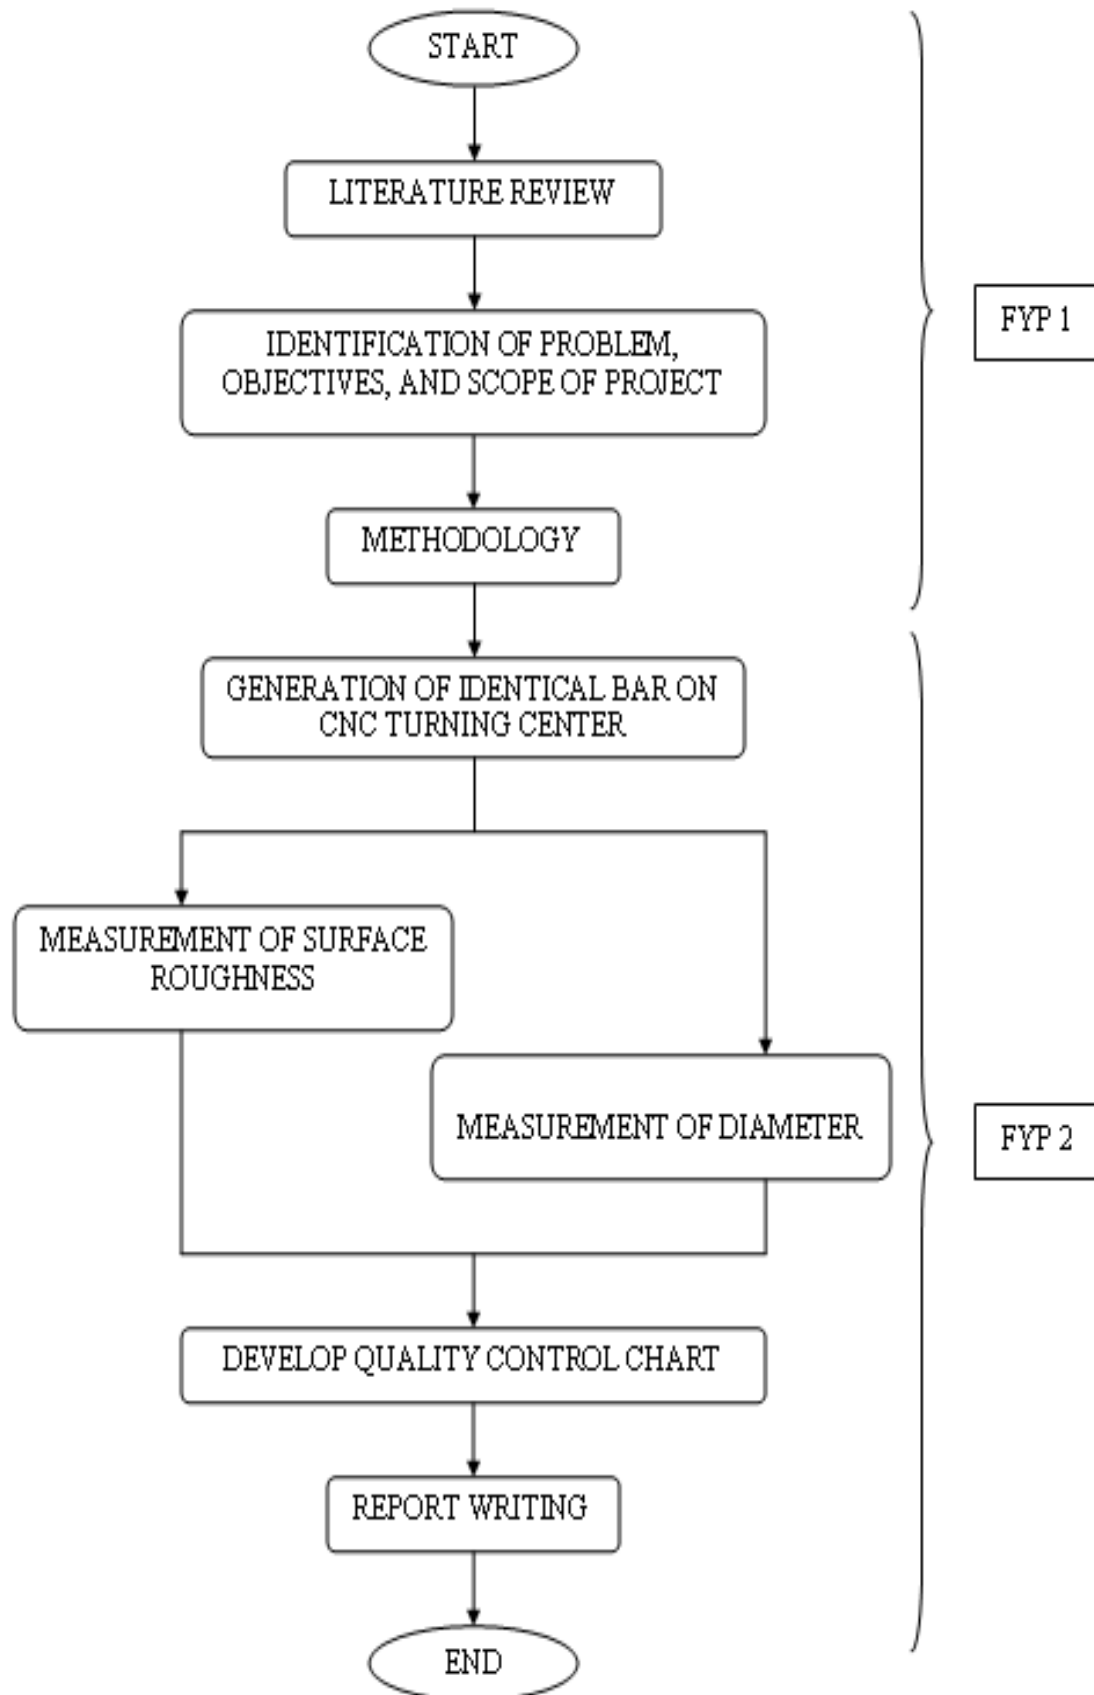 START
LITERATURE REVIEW
IDENTIFICATION OF PROBLEM,
OBJECTIVES, AND SCOPE OF PROJECT
FYP 1
METHODOLOGY
GENERATION OF IDENTICAL BAR ON
CNC TURNING CENTER
MEASUREMENT OF SURFACE
ROUGHNESS
MEASUREMENT OF DIAMETER
FYP 2
DEVELOP QUALITY CONTROL CHART
REPORT WRITING
END